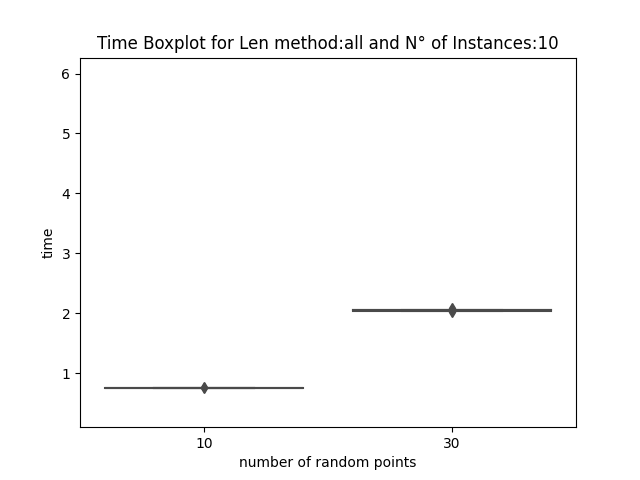 Time Boxplot for Len method:all and N° of Instances:10
6
5
4
3
2
1
time
10 30
number of random points